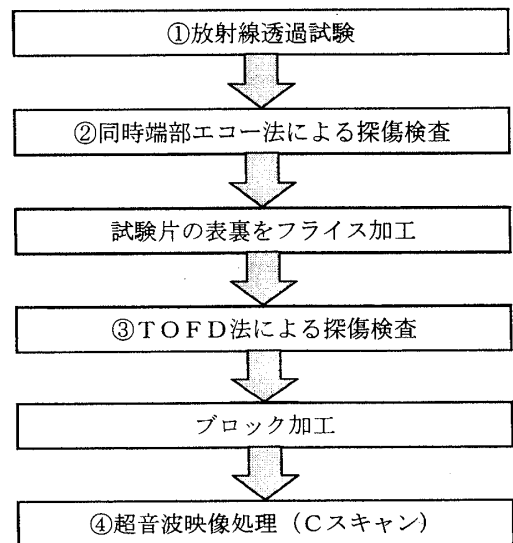 ①放射線透過試験
②同時端部エコー法による探傷検査
試験片の表裏をフライス加工
③TOFD法による探傷検査
ブロック加工
④超音波映像処理(Cスキャン)